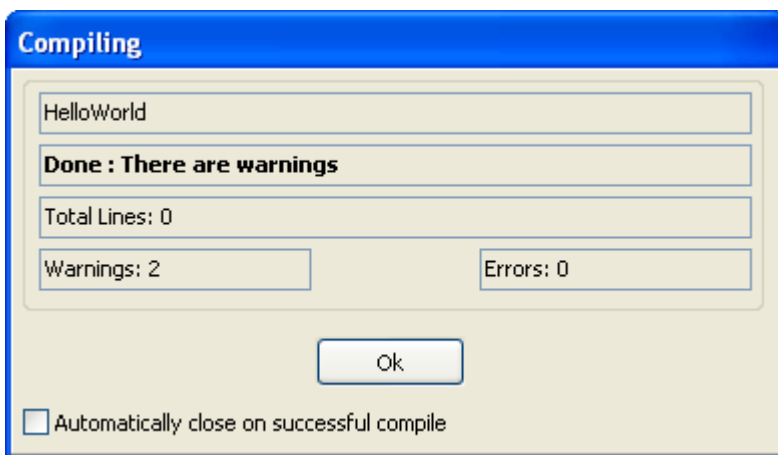 Compiling
HelloWorld
Done : There are warnings
Total Lines: 0
Warnings: 2
Errors: 0
Ok
Automatically close on successful compile